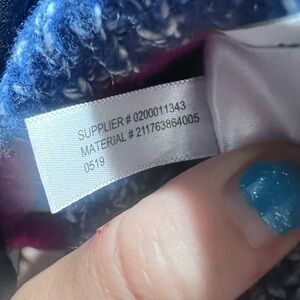 SUPPLIER # 0200011343
MATERIAL # 211763864005
0519